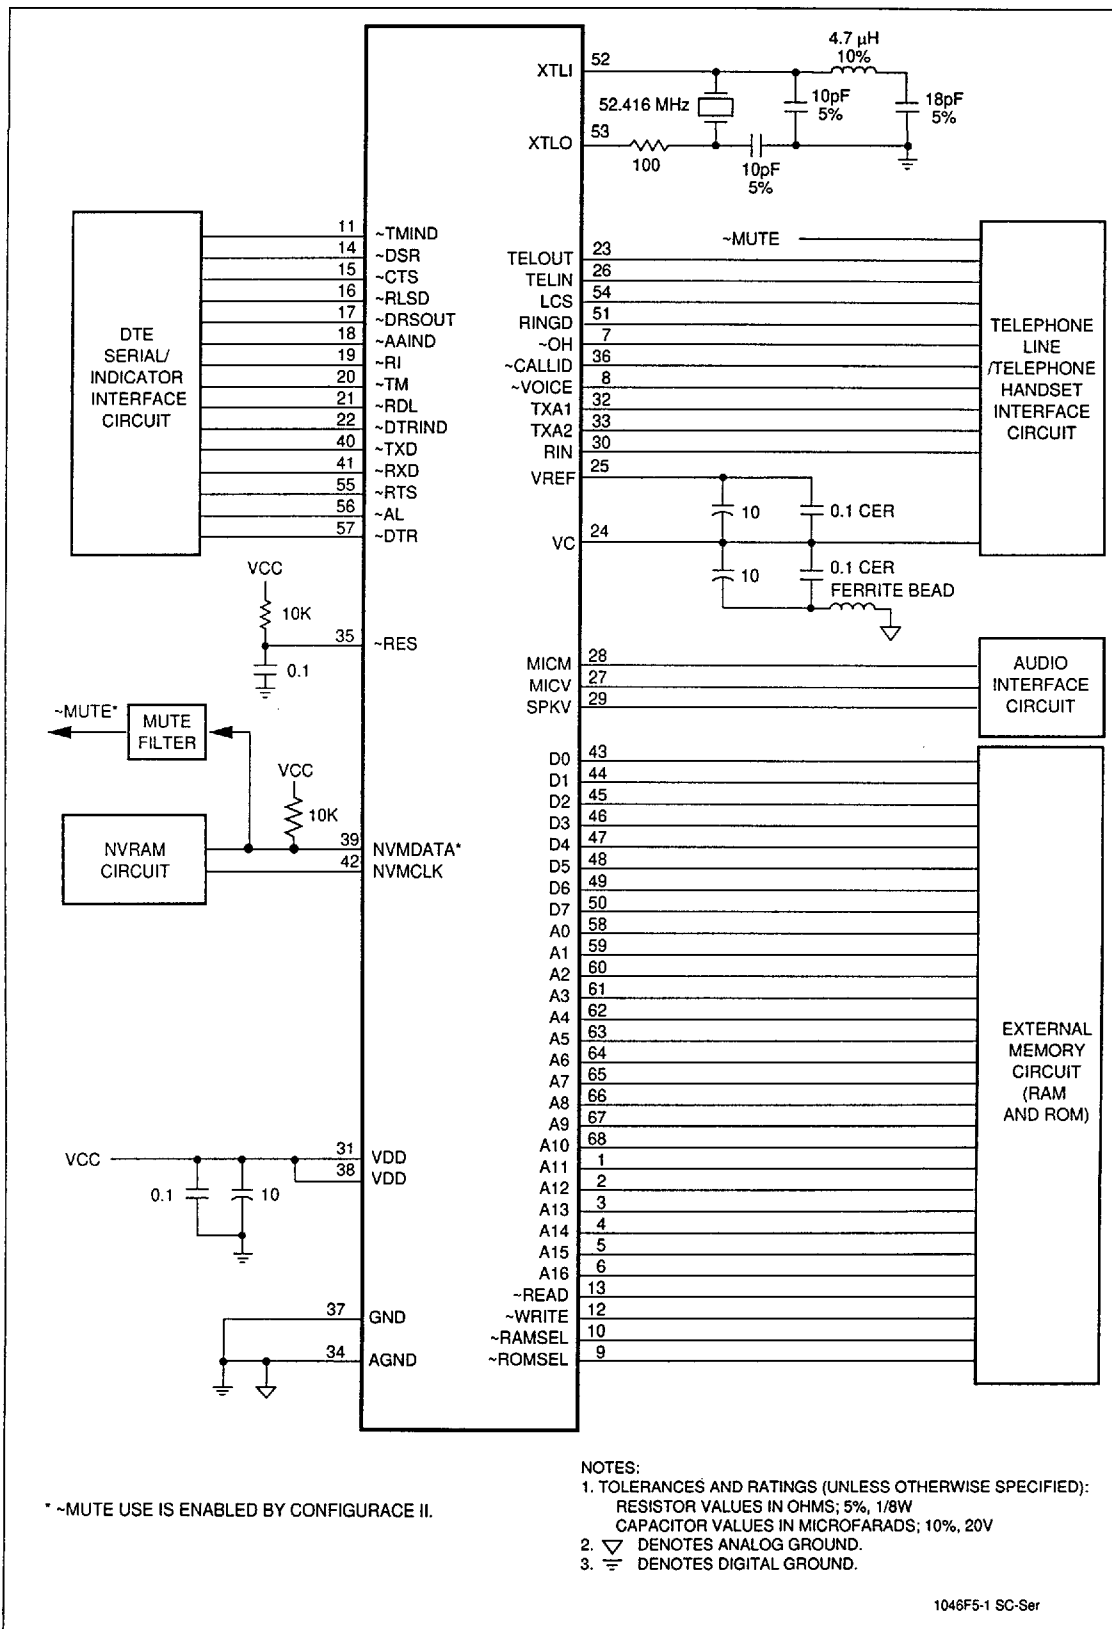 XTLI 52
4.7 µH
10%
52.416 MHz
10pF
5%
18pF
5%
XTLO 53
100
10pF
5%
DTE
SERIAL/
INDICATOR
INTERFACE
CIRCUIT
11 ~TMIND
14 ~DSR
15 ~CTS
16 ~RLSD
17 ~DRSOUT
18 ~AAIND
19 ~RI
20 ~TM
21 ~RDL
22 ~DTRIND
40 ~TXD
41 ~RXD
55 ~RTS
56 ~AL
57 ~DTR
~MUTE
TELOUT 23
TELIN 26
LCS 54
RINGD 51
~OH 7
~CALLID 36
~VOICE 8
TXA1 32
TXA2 33
RIN 30
VREF 25
VC 24
TELEPHONE
LINE
/TELEPHONE
HANDSET
INTERFACE
CIRCUIT
10
0.1 CER
10
0.1 CER
FERRITE BEAD
VCC
10K
35 ~RES
0.1
MICM 28
MICV 27
SPKV 29
AUDIO
INTERFACE
CIRCUIT
~MUTE*
MUTE
FILTER
VCC
10K
NVRAM
CIRCUIT
39 NVMDATA*
42 NVMCLK
D0 43
D1 44
D2 45
D3 46
D4 47
D5 48
D6 49
D7 50
A0 58
A1 59
A2 60
A3 61
A4 62
A5 63
A6 64
A7 65
A8 66
A9 67
A10 68
A11 1
A12 2
A13 3
A14 4
A15 5
A16 6
~READ 13
~WRITE 12
~RAMSEL 10
~ROMSEL 9
EXTERNAL
MEMORY
CIRCUIT
(RAM
AND ROM)
VCC
31 VDD
38 VDD
0.1
10
37 GND
34 AGND
* ~MUTE USE IS ENABLED BY CONFIGURACE II.
NOTES:
1. TOLERANCES AND RATINGS (UNLESS OTHERWISE SPECIFIED):
RESISTOR VALUES IN OHMS; 5%, 1/8W
CAPACITOR VALUES IN MICROFARADS; 10%, 20V
2. DENOTES ANALOG GROUND.
3. DENOTES DIGITAL GROUND.
1046F5-1 SC-Ser